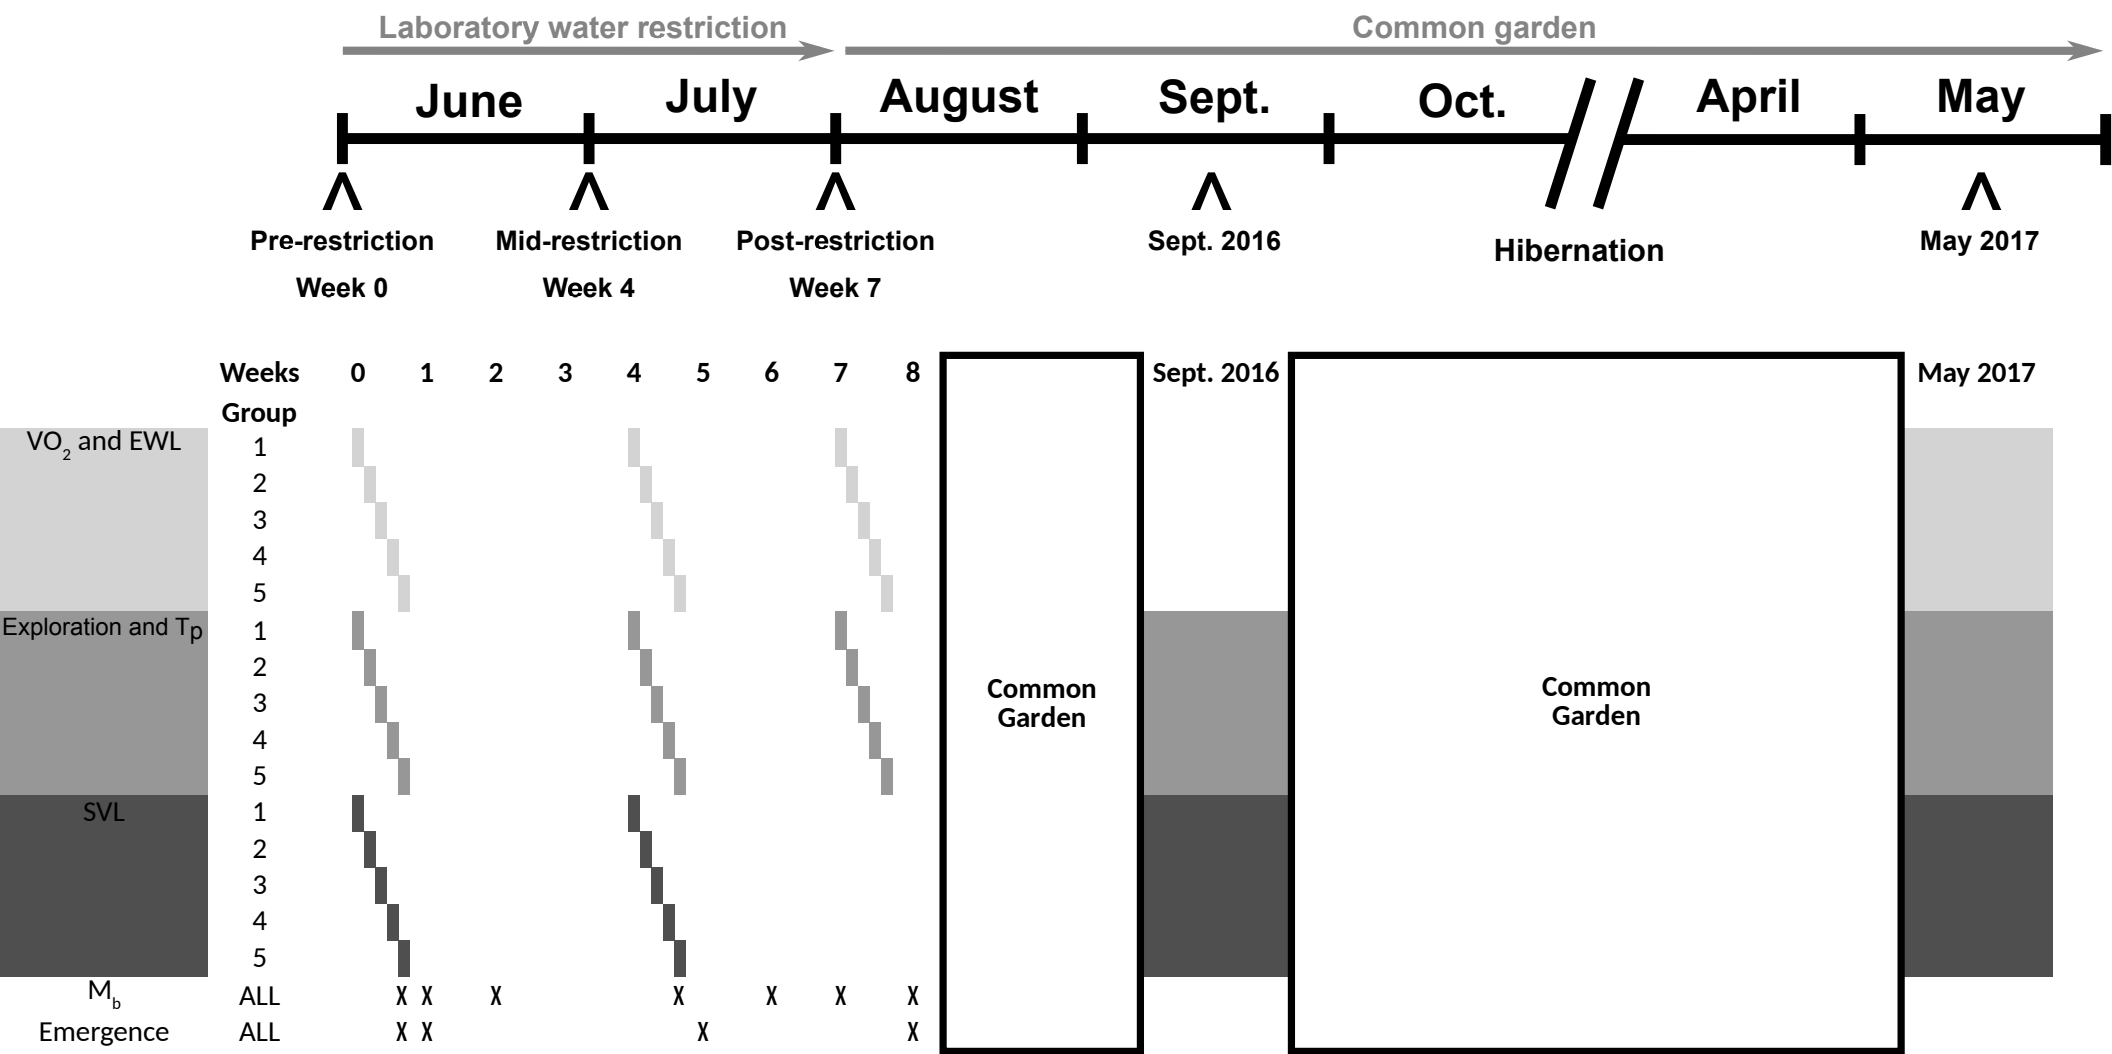 Laboratory water restriction Common garden
June July August Sept. Oct. April May
^ ^ ^ ^ ^
Pre-restriction Mid-restriction Post-restriction Sept. 2016 Hibernation May 2017
Week 0 Week 4 Week 7
Weeks 0 1 2 3 4 5 6 7 8 Sept. 2016 May 2017
Group
VO2 and EWL 1
2
3
4
5
Exploration and Tp 1
2
3
4
5
SVL 1
2
3
4
5
Common
Garden
Common
Garden
Mb ALL X X X X X X X
Emergence ALL X X X X